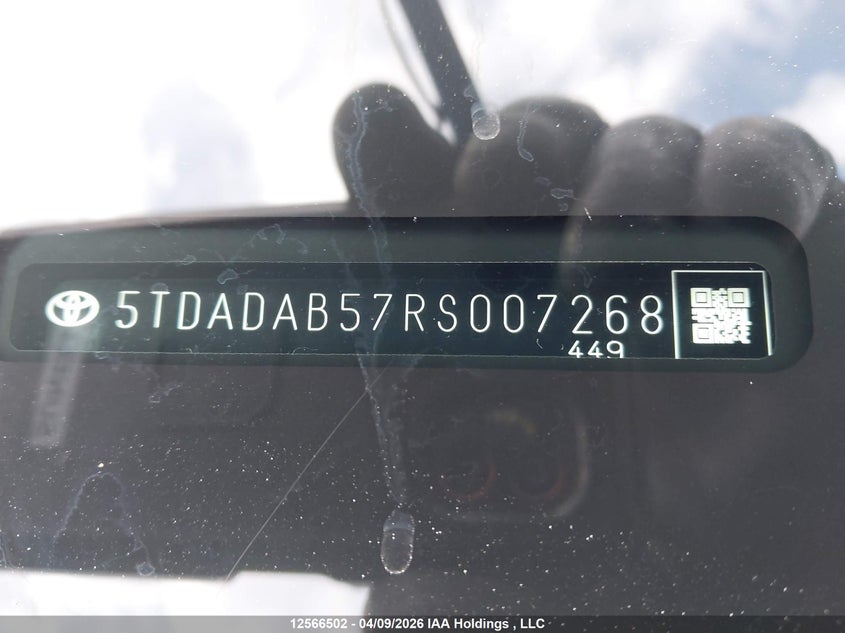 5TDADAB57RS007268
449
12566502 - 04/09/2026 IAA Holdings , LLC